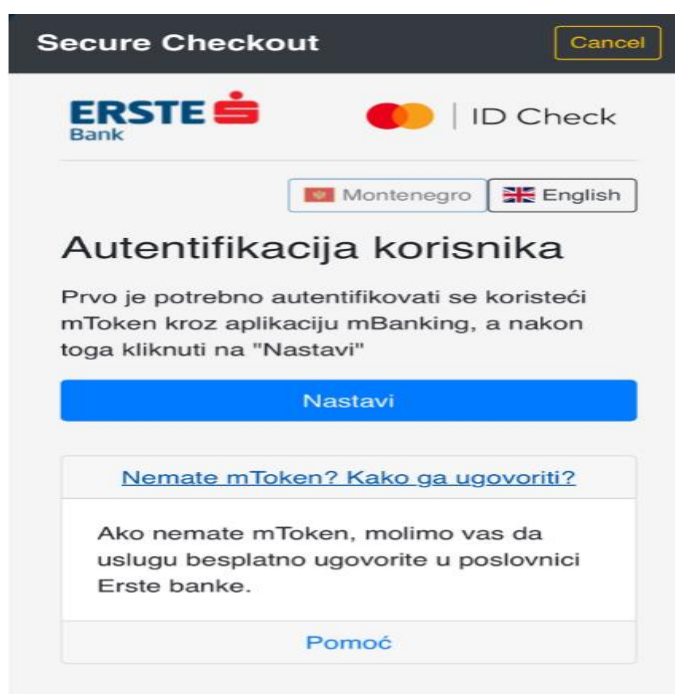 Secure Checkout
Cancel
ERSTE
Bank
ID Check
Montenegro
English
Autentifikacija korisnika
Prvo je potrebno autentifikovati se koristeći
mToken kroz aplikaciju mBanking, a nakon
toga kliknuti na "Nastavi"
Nastavi
Nemate mToken? Kako ga ugovoriti?
Ako nemate mToken, molimo vas da
uslugu besplatno ugovorite u poslovnici
Erste banke.
Pomoć